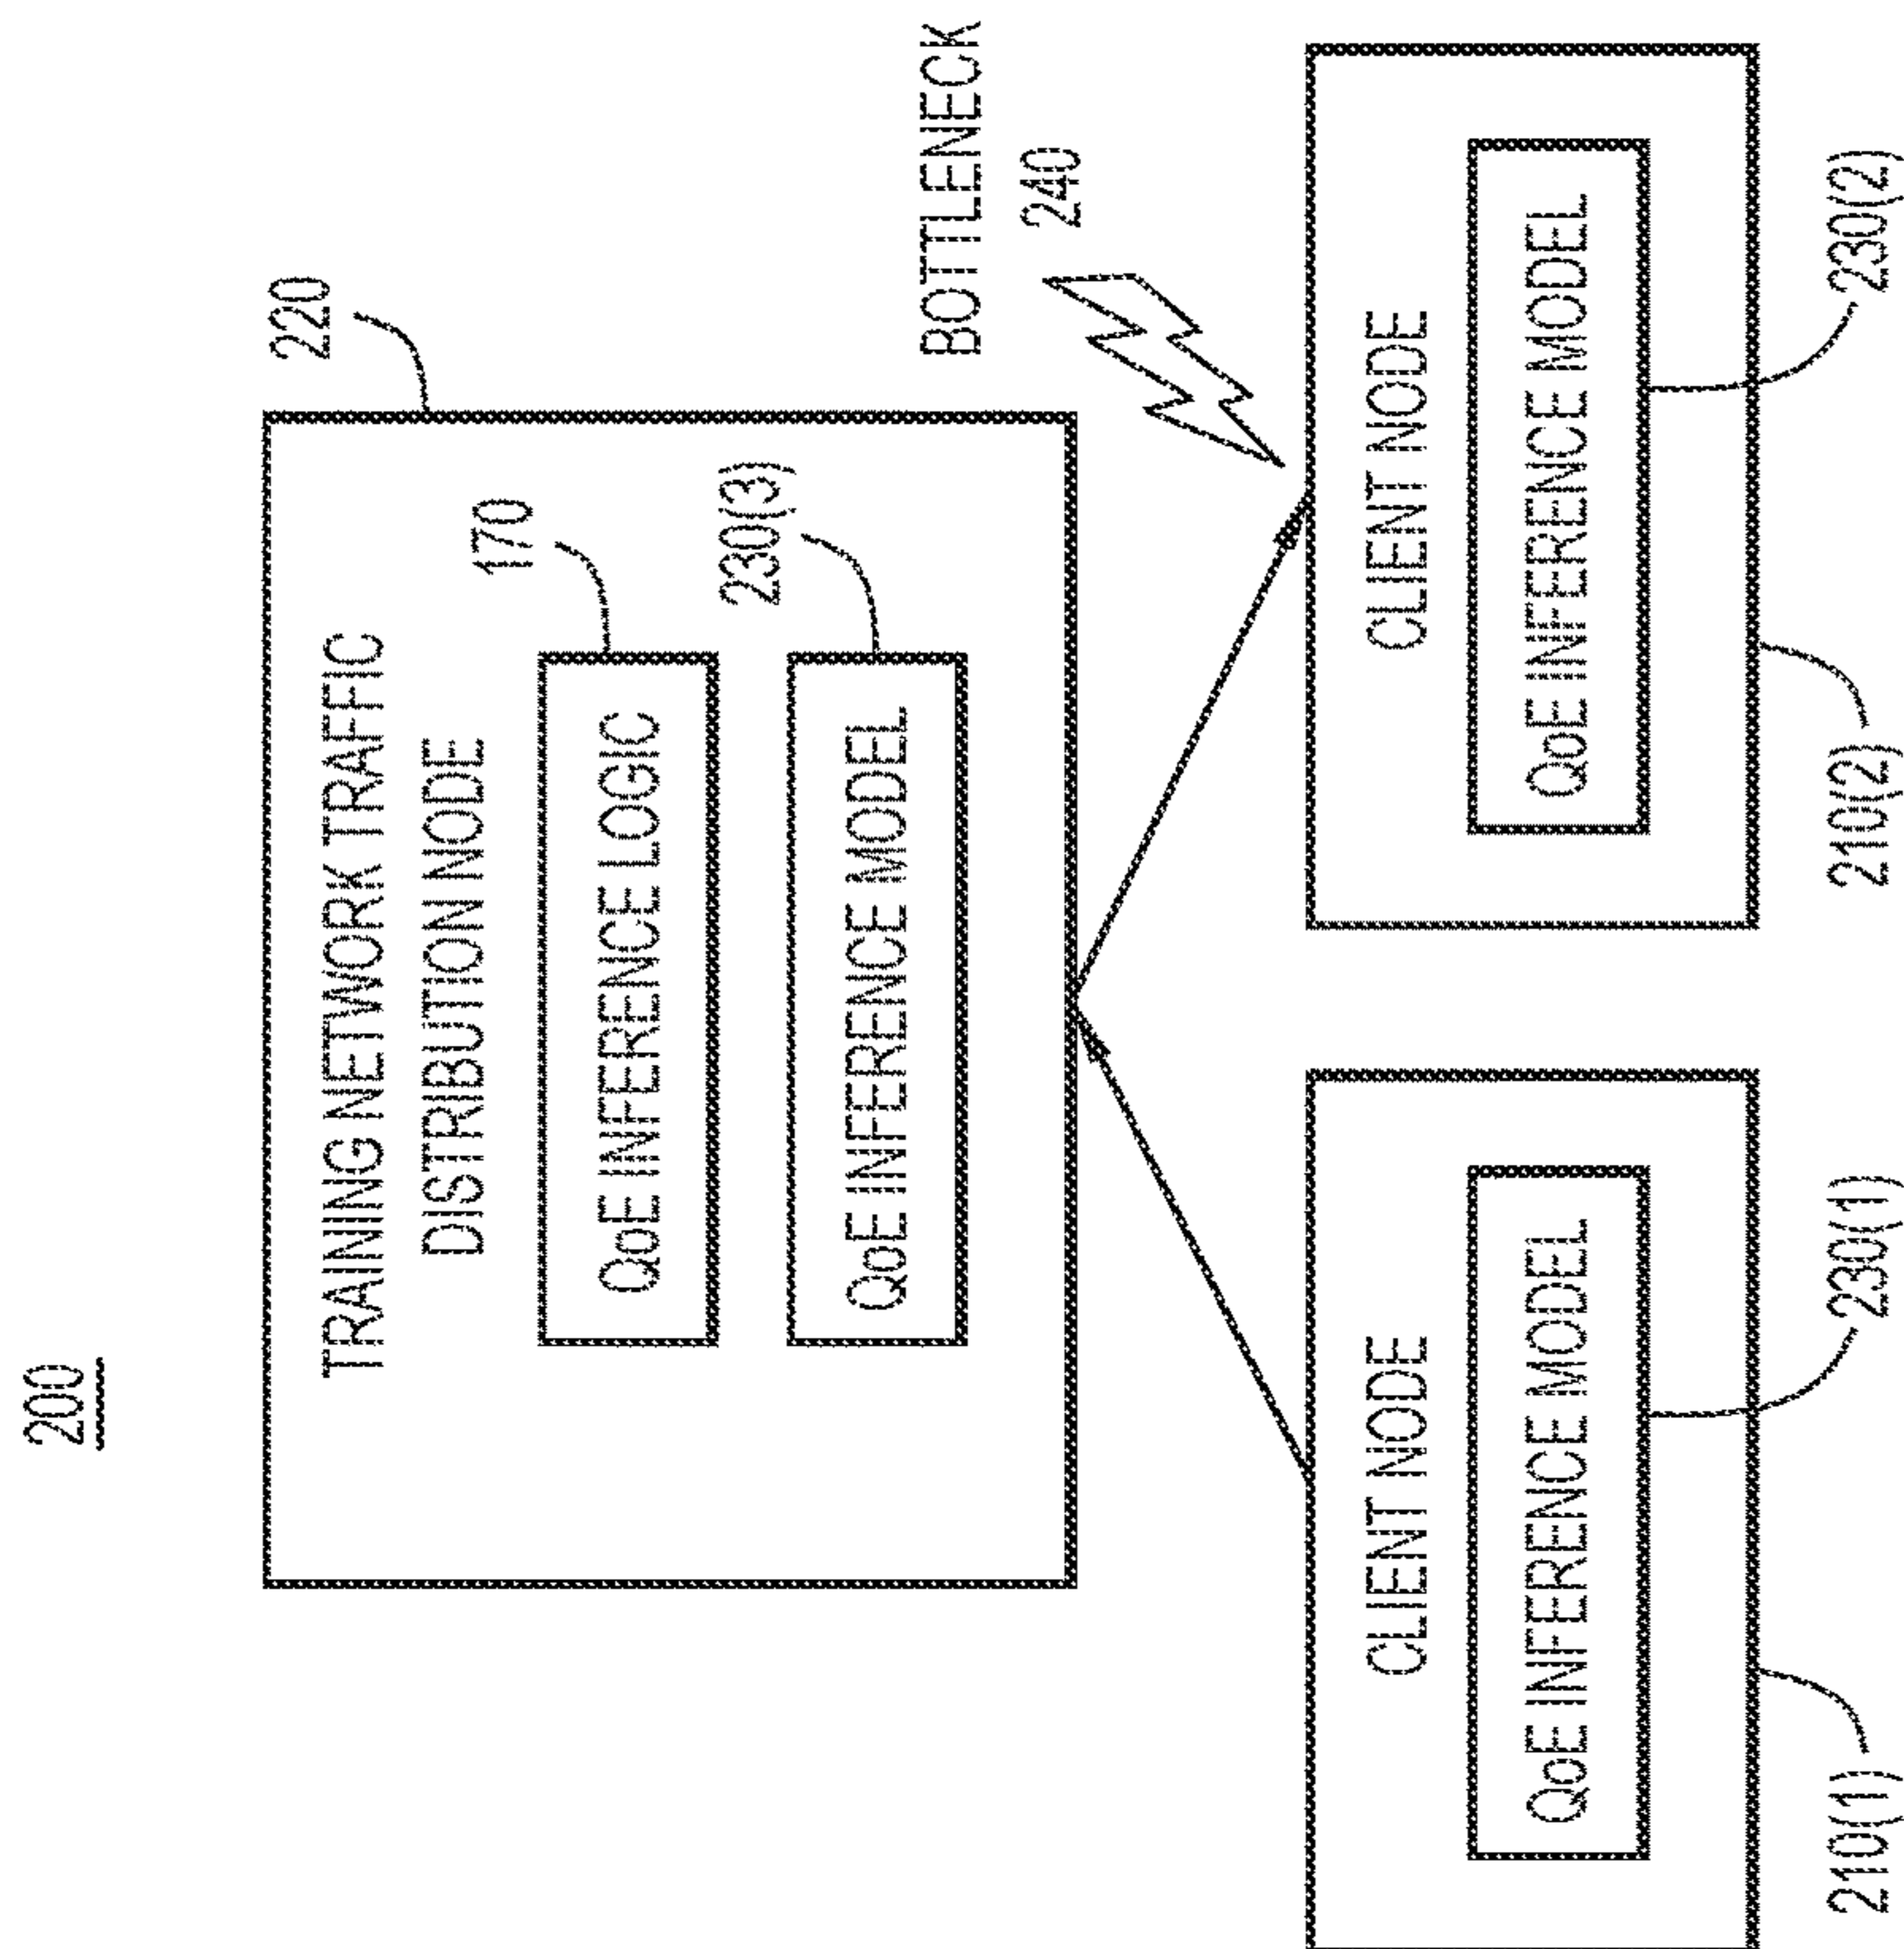 200
220
TRAINING NETWORK TRAFFIC
DISTRIBUTION NODE
170
QoE INFERENCE LOGIC
230(3)
QoE INFERENCE MODEL
BOTTLENECK
240
CLIENT NODE
QoE INFERENCE MODEL
210(1)
230(1)
CLIENT NODE
QoE INFERENCE MODEL
210(2)
230(2)